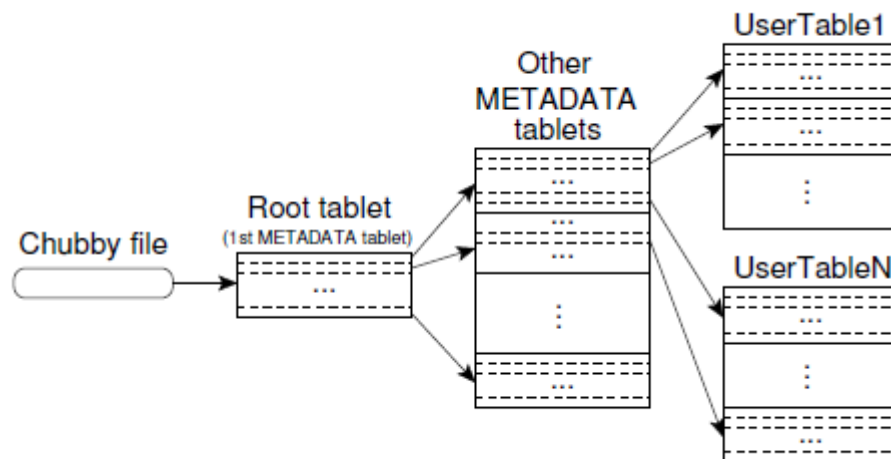 UserTable1
...
...
⋮
Other
METADATA
tablets
...
...
...
⋮
...
Root tablet
(1st METADATA tablet)
...
Chubby file
UserTableN
...
⋮
...